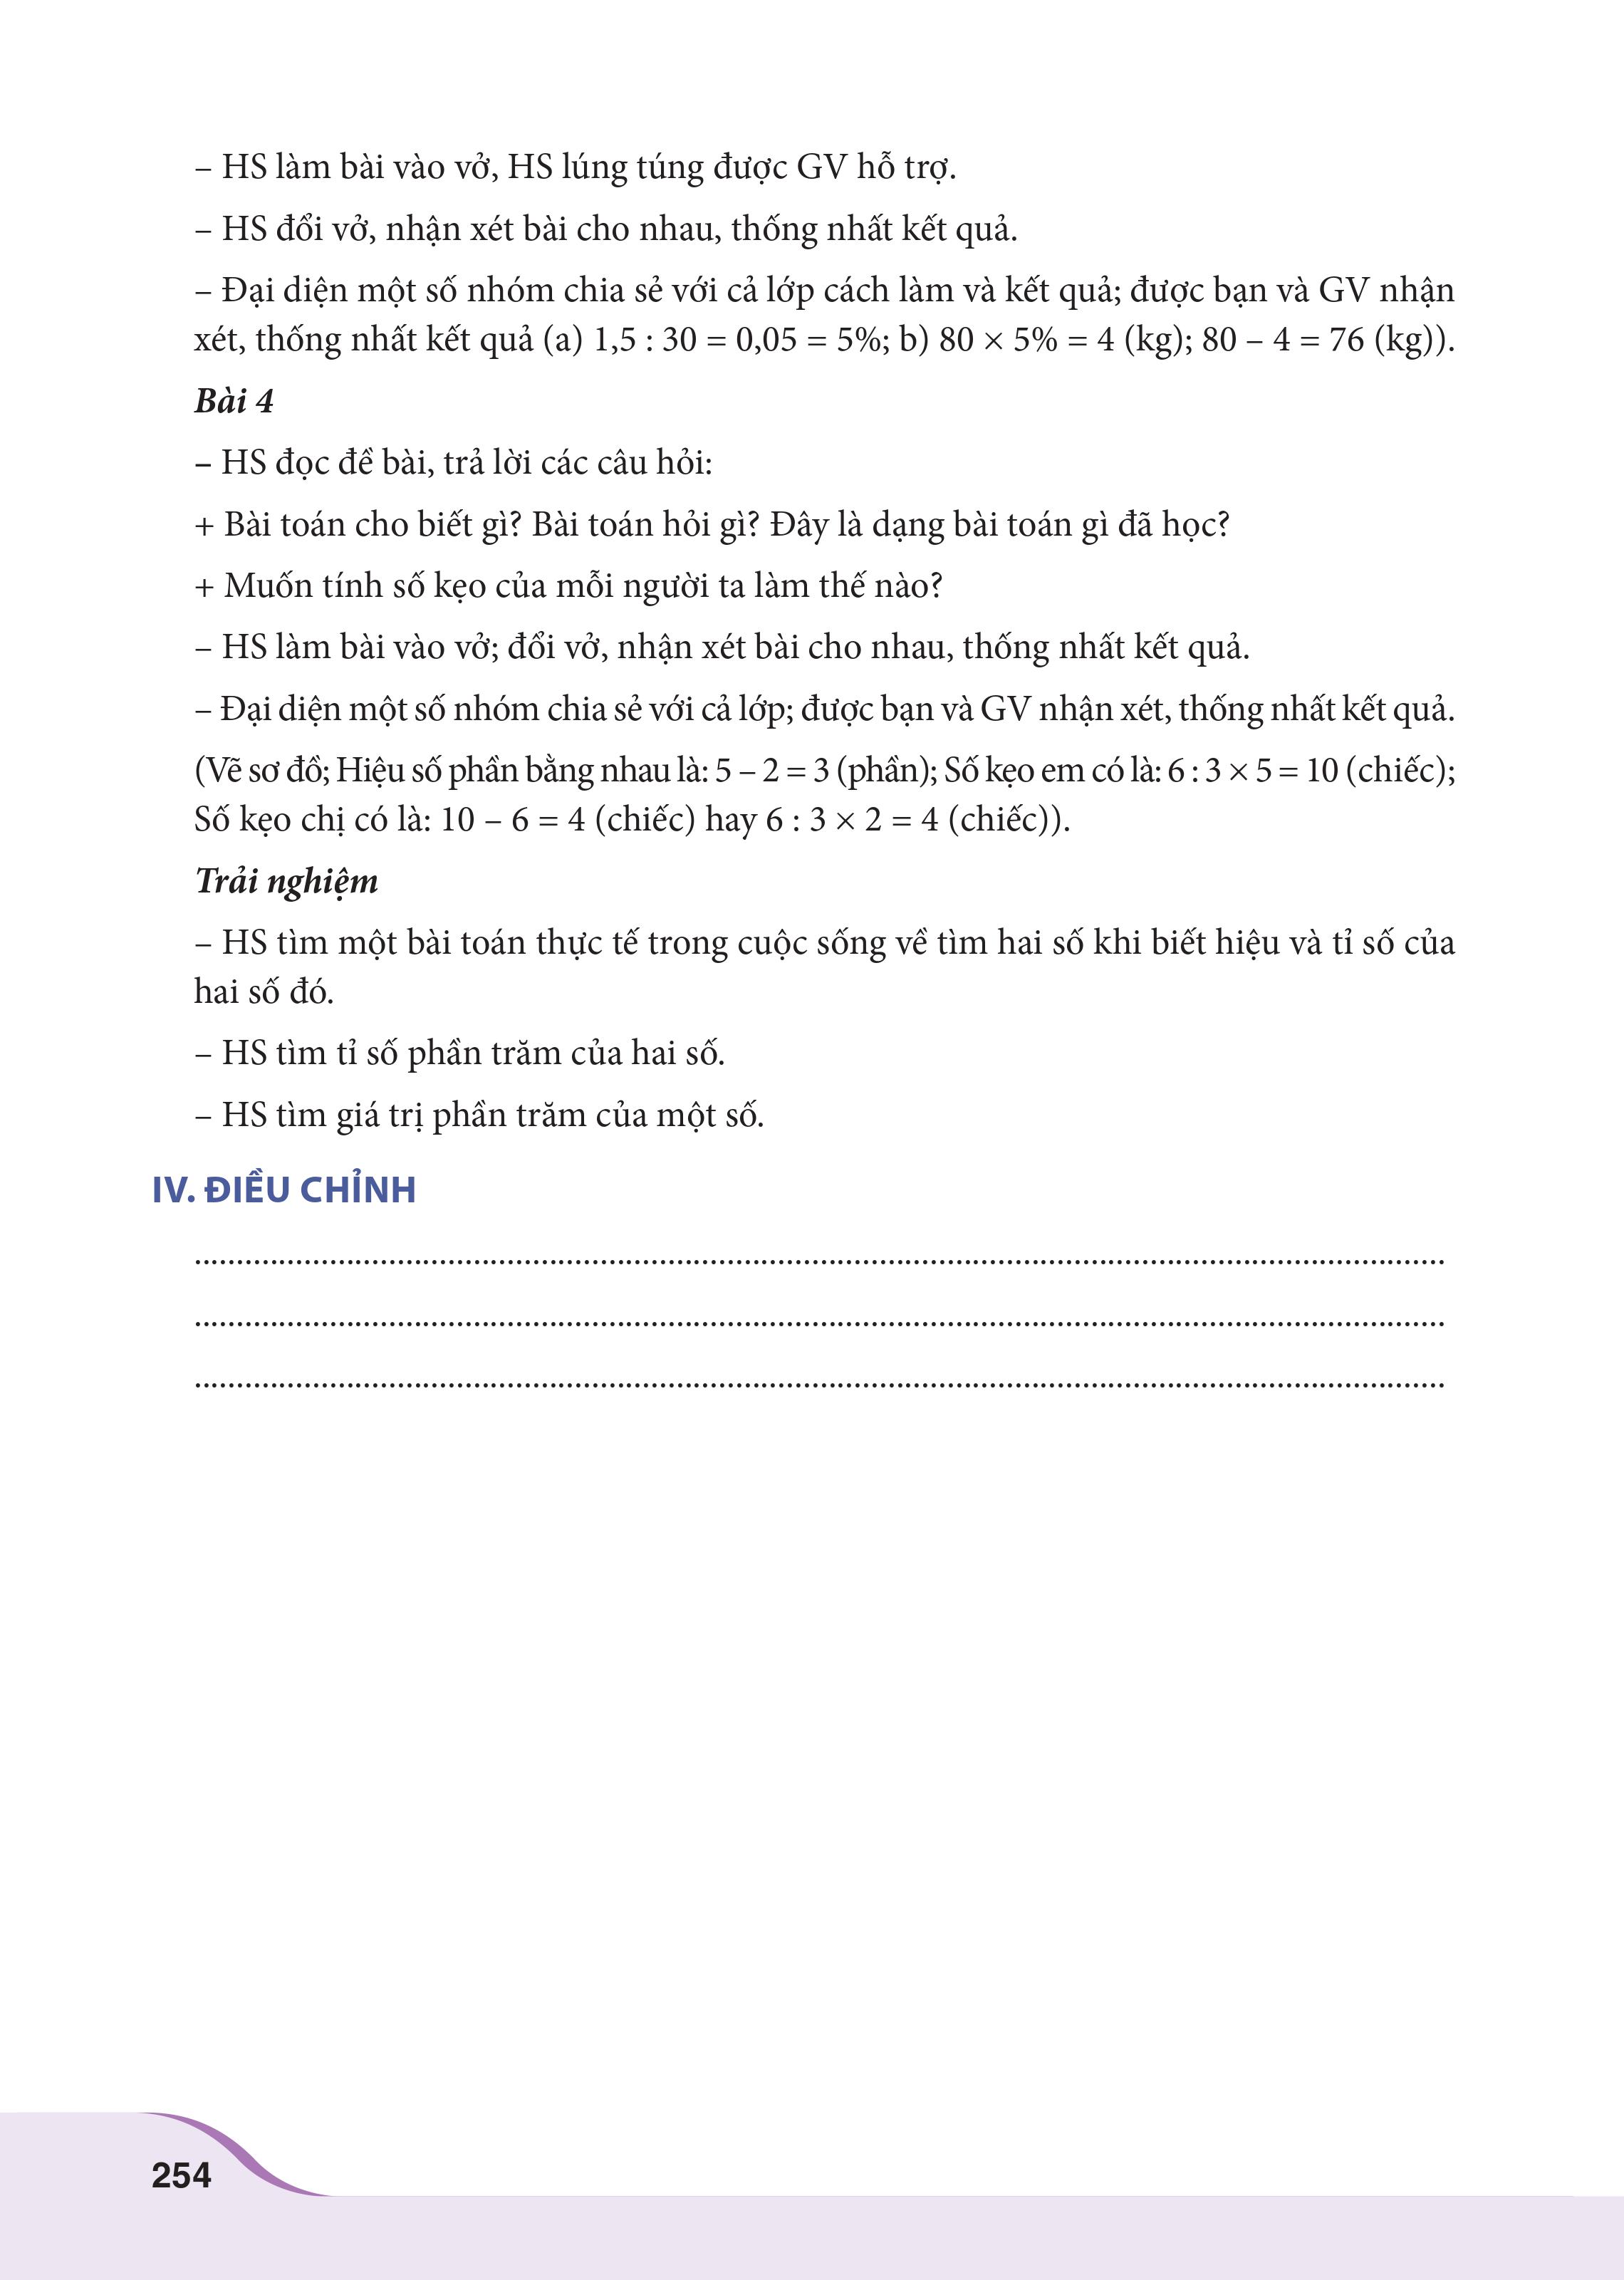 – HS làm bài vào vở, HS lúng túng được GV hỗ trợ.
– HS đổi vở, nhận xét bài cho nhau, thống nhất kết quả.
– Đại diện một số nhóm chia sẻ với cả lớp cách làm và kết quả; được bạn và GV nhận
xét, thống nhất kết quả (a) 1,5 : 30 = 0,05 = 5%; b) 80 × 5% = 4 (kg); 80 – 4 = 76 (kg)).
Bài 4
– HS đọc đề bài, trả lời các câu hỏi:
+ Bài toán cho biết gì? Bài toán hỏi gì? Đây là dạng bài toán gì đã học?
+ Muốn tính số kẹo của mỗi người ta làm thế nào?
– HS làm bài vào vở; đổi vở, nhận xét bài cho nhau, thống nhất kết quả.
– Đại diện một số nhóm chia sẻ với cả lớp; được bạn và GV nhận xét, thống nhất kết quả.
(Vẽ sơ đồ; Hiệu số phần bằng nhau là: 5 – 2 = 3 (phần); Số kẹo em có là: 6 : 3 × 5 = 10 (chiếc);
Số kẹo chị có là: 10 – 6 = 4 (chiếc) hay 6 : 3 × 2 = 4 (chiếc)).
Trải nghiệm
– HS tìm một bài toán thực tế trong cuộc sống về tìm hai số khi biết hiệu và tỉ số của
hai số đó.
– HS tìm tỉ số phần trăm của hai số.
– HS tìm giá trị phần trăm của một số.
IV. ĐIỀU CHỈNH
254